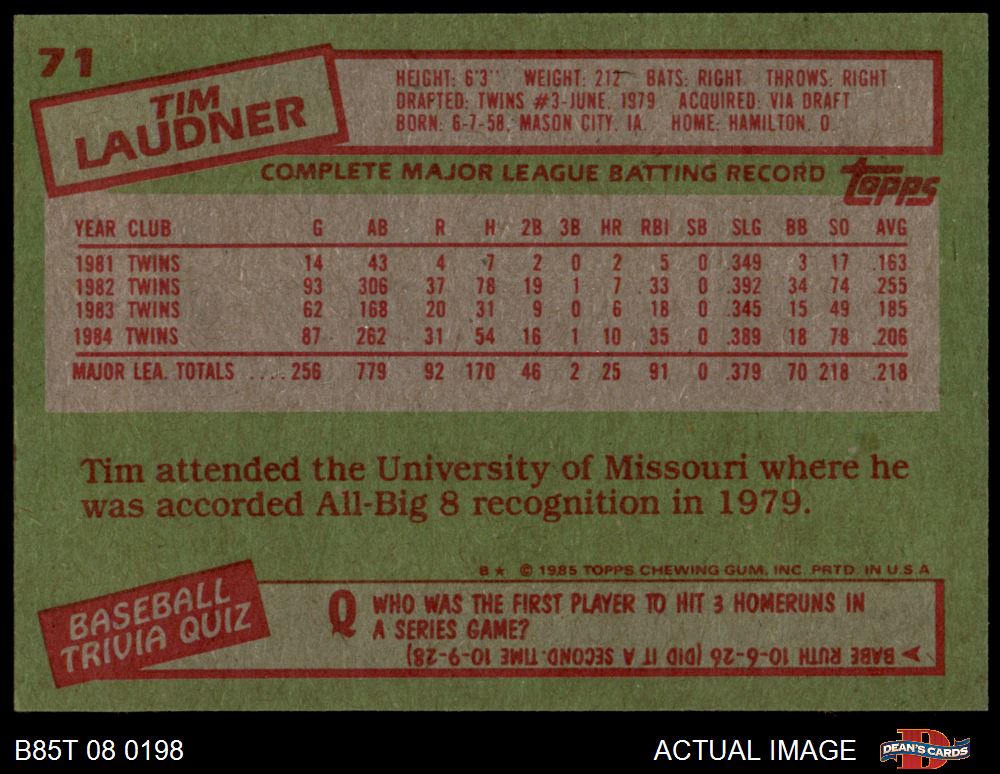 71
TIM
LAUDNER
HEIGHT: 6'3" WEIGHT: 212 BATS: RIGHT THROWS: RIGHT
DRAFTED: TWINS #3-JUNE, 1979 ACQUIRED: VIA DRAFT
BORN: 6-7-58, MASON CITY, IA. HOME: HAMILTON, O.
COMPLETE MAJOR LEAGUE BATTING RECORD
topps
YEAR CLUB G AB R H 2B 3B HR RBI SB SLG BB SO AVG
1981 TWINS 14 43 4 7 2 0 2 5 0 .349 3 17 .163
1982 TWINS 93 306 37 78 19 1 7 33 0 .392 34 74 .255
1983 TWINS 62 168 20 31 9 0 6 18 0 .345 15 49 .185
1984 TWINS 87 262 31 54 16 1 10 35 0 .389 18 78 .206
MAJOR LEA. TOTALS .... 256 779 92 170 46 2 25 91 0 .379 70 218 .218
Tim attended the University of Missouri where he
was accorded All-Big 8 recognition in 1979.
B★ © 1985 TOPPS CHEWING GUM, INC. PRTD. IN U.S.A
BASEBALL
TRIVIA QUIZ
Q WHO WAS THE FIRST PLAYER TO HIT 3 HOMERUNS IN
A SERIES GAME?
BABE RUTH 10-6-26 (DID IT A SECOND TIME 10-9-28)
B85T 08 0198
ACTUAL IMAGE
DEAN'S CARDS